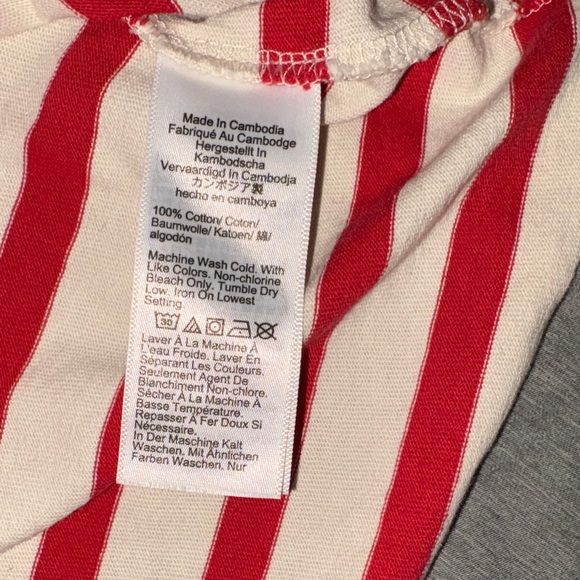 Made In Cambodia
Fabriqué Au Cambodge
Hergestellt In
Kambodscha
Vervaardigd In Cambodja
カンボジア製
hecho en camboya
100% Cotton/ Coton/
Baumwolle/ Katoen/ 綿/
algodón
Machine Wash Cold. With
Like Colors. Non-chlorine
Bleach Only. Tumble Dry
Low. Iron On Lowest
Setting
30
Laver À La Machine À
L'eau Froide. Laver En
Séparant Les Couleurs.
Seulement Agent De
Blanchiment Non-chlore.
Sécher À La Machine À
Basse Température.
Repasser À Fer Doux Si
Nécessaire.
In Der Maschine Kalt
Waschen. Mit Ähnlichen
Farben Waschen. Nur